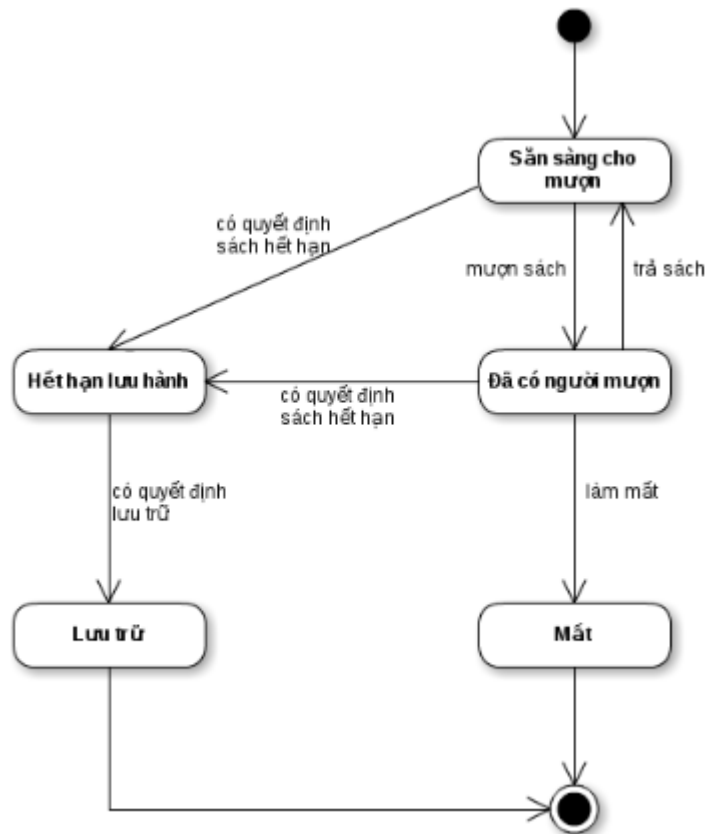 Sẵn sàng cho
mượn
có quyết định
sách hết hạn
mượn sách
trả sách
Hết hạn lưu hành
Đã có người mượn
có quyết định
sách hết hạn
có quyết định
lưu trữ
làm mất
Lưu trữ
Mất